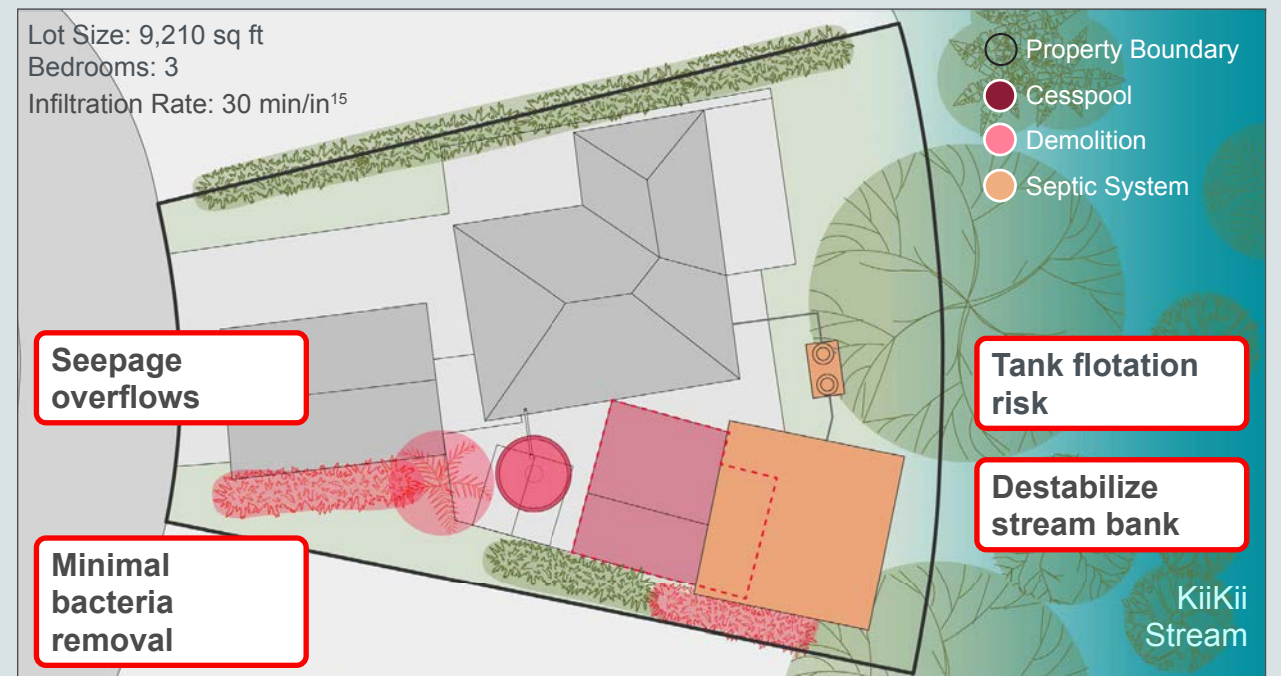 Lot Size: 9,210 sq ft
Bedrooms: 3
Infiltration Rate: 30 min/in¹⁵
Property Boundary
Cesspool
Demolition
Septic System
Seepage
overflows
Tank flotation
risk
Destabilize
stream bank
Minimal
bacteria
removal
KiiKii
Stream